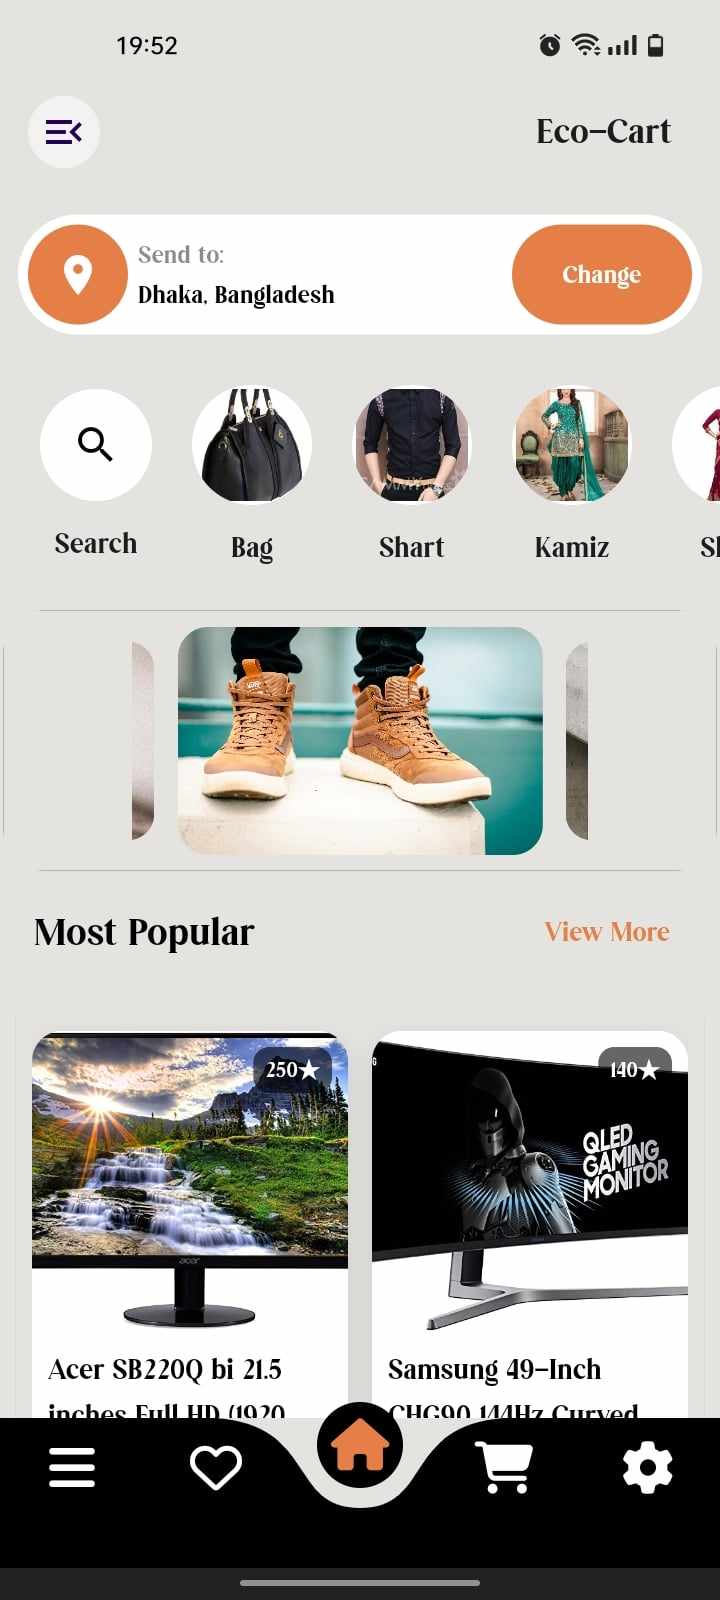 19:52
Eco-Cart
Send to:
Dhaka, Bangladesh
Change
Search
Bag
Shart
Kamiz
Most Popular
View More
250★
140★
QLED
GAMING
MONITOR
acer
Acer SB220Q bi 21.5
inches Full HD (1920
Samsung 49-Inch
CHG90 144Hz Curved